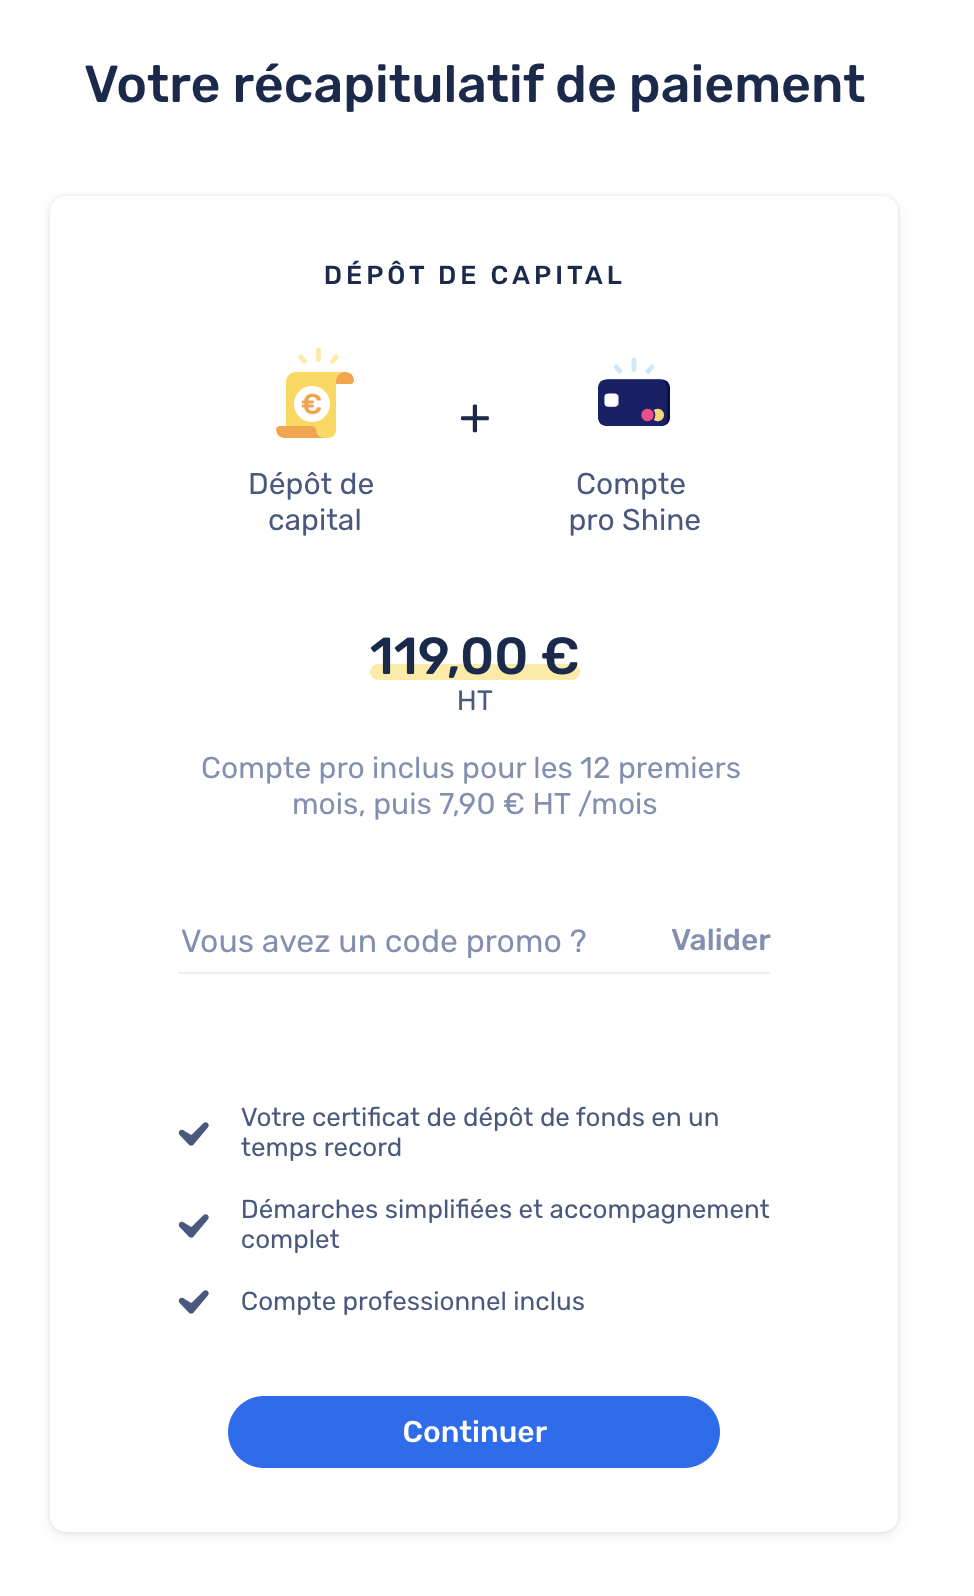 Votre récapitulatif de paiement
DÉPÔT DE CAPITAL
€
+
Dépôt de
capital
Compte
pro Shine
119,00 €
HT
Compte pro inclus pour les 12 premiers
mois, puis 7,90 € HT /mois
Vous avez un code promo ?
Valider
Votre certificat de dépôt de fonds en un
temps record
Démarches simplifiées et accompagnement
complet
Compte professionnel inclus
Continuer